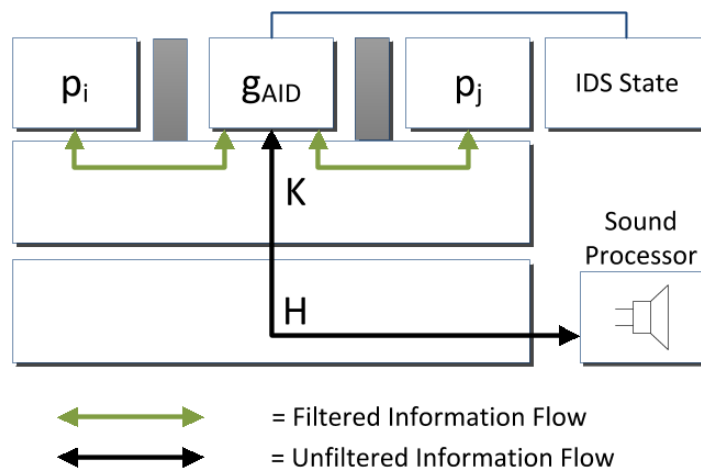 pi
gAID
pj
IDS State
K
Sound
Processor
H
= Filtered Information Flow
= Unfiltered Information Flow